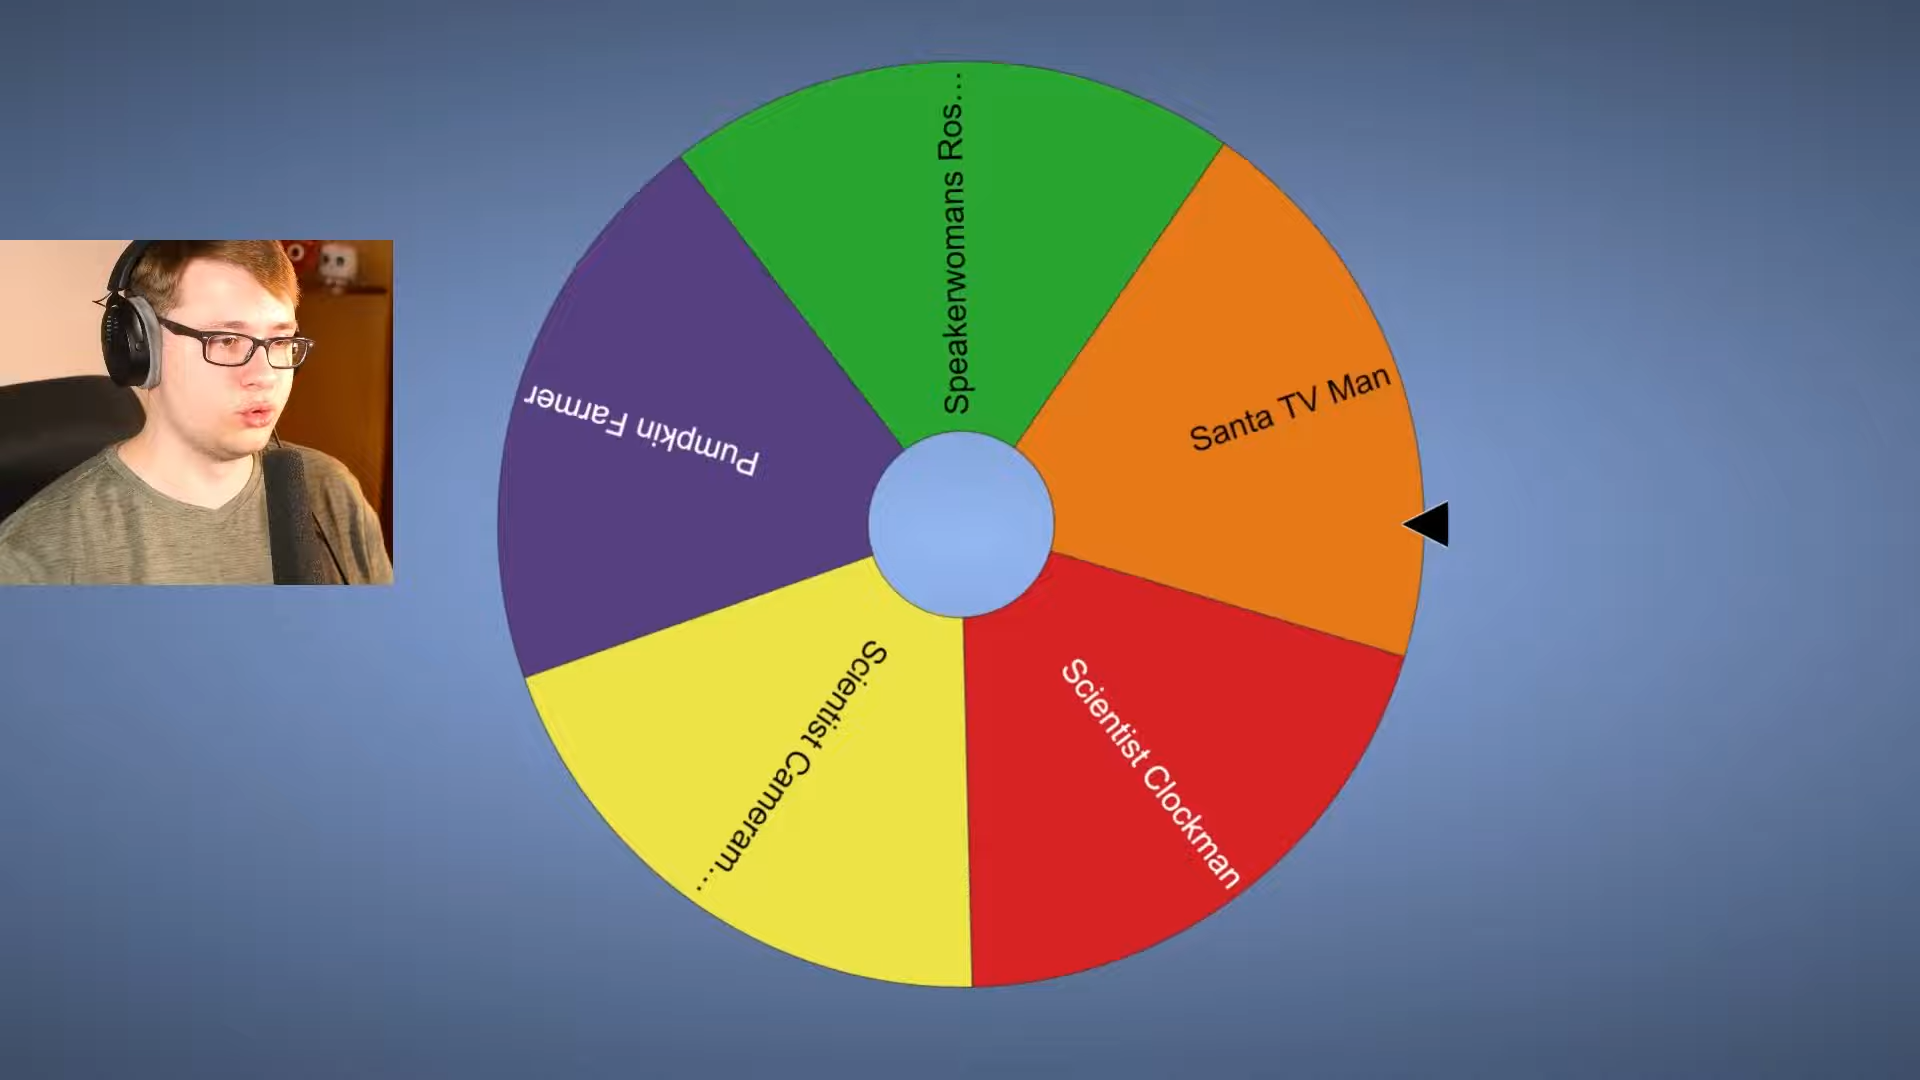 Speakerwomans Ros...
Santa TV Man
Pumpkin Farmer
Scientist Cameram...
Scientist Clockman